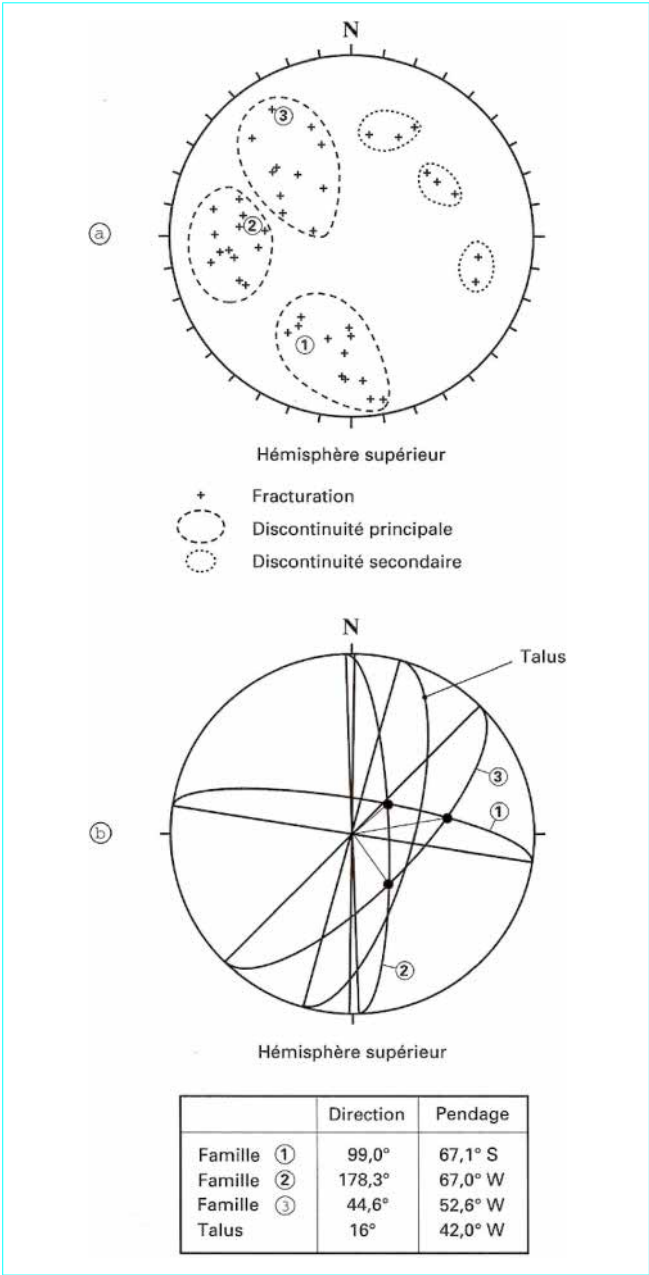 N
③
②
ⓐ
①
Hémisphère supérieur
Fracturation
Discontinuité principale
Discontinuité secondaire
N
Talus
③
①
ⓑ
②
Hémisphère supérieur
Direction Pendage
Famille ① 99,0° 67,1° S
Famille ② 178,3° 67,0° W
Famille ③ 44,6° 52,6° W
Talus 16° 42,0° W